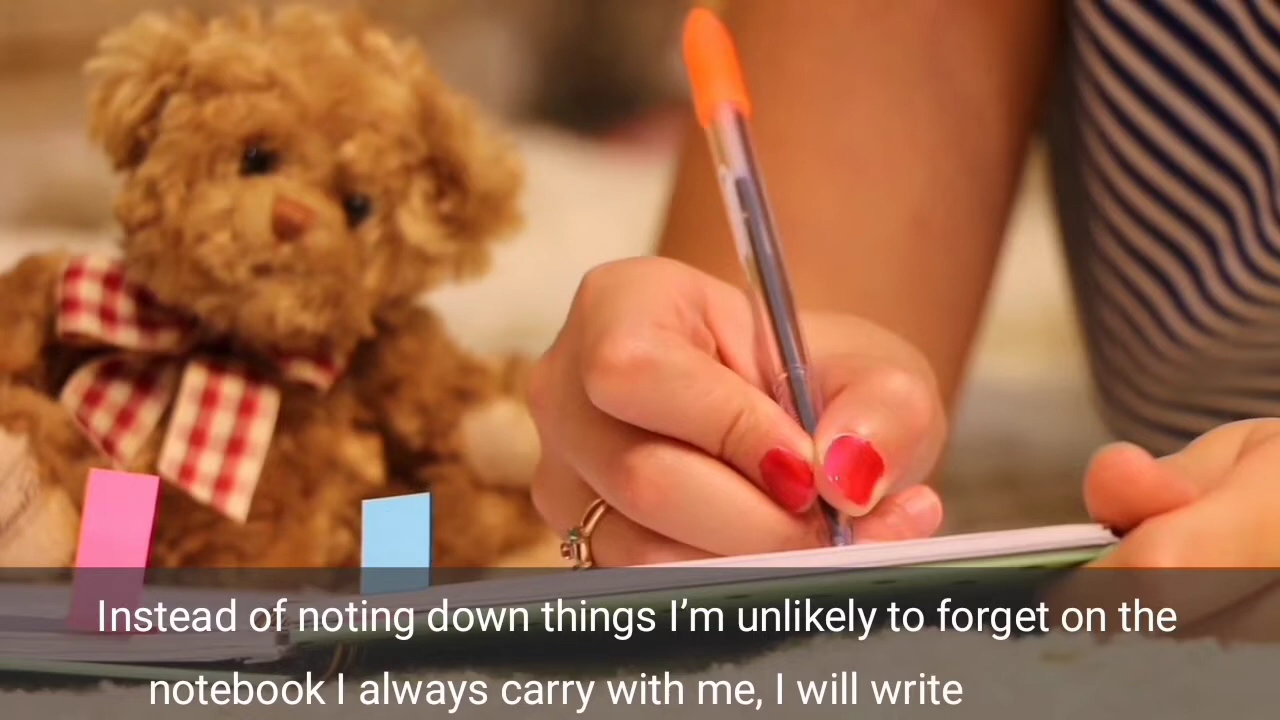 Instead of noting down things I’m unlikely to forget on the
notebook I always carry with me, I will write